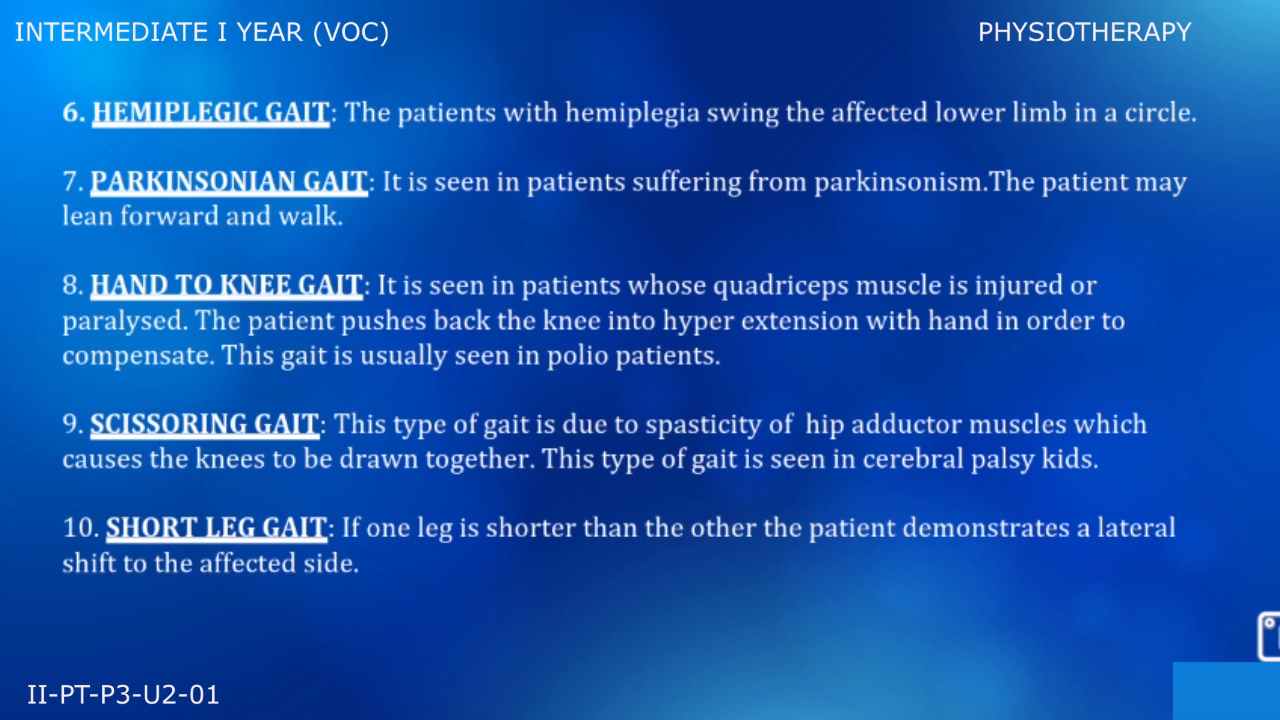 INTERMEDIATE I YEAR (VOC)
PHYSIOTHERAPY
6. HEMIPLEGIC GAIT: The patients with hemiplegia swing the affected lower limb in a circle.
7. PARKINSONIAN GAIT: It is seen in patients suffering from parkinsonism.The patient may
lean forward and walk.
8. HAND TO KNEE GAIT: It is seen in patients whose quadriceps muscle is injured or
paralysed. The patient pushes back the knee into hyper extension with hand in order to
compensate. This gait is usually seen in polio patients.
9. SCISSORING GAIT: This type of gait is due to spasticity of  hip adductor muscles which
causes the knees to be drawn together. This type of gait is seen in cerebral palsy kids.
10. SHORT LEG GAIT: If one leg is shorter than the other the patient demonstrates a lateral
shift to the affected side.
II-PT-P3-U2-01